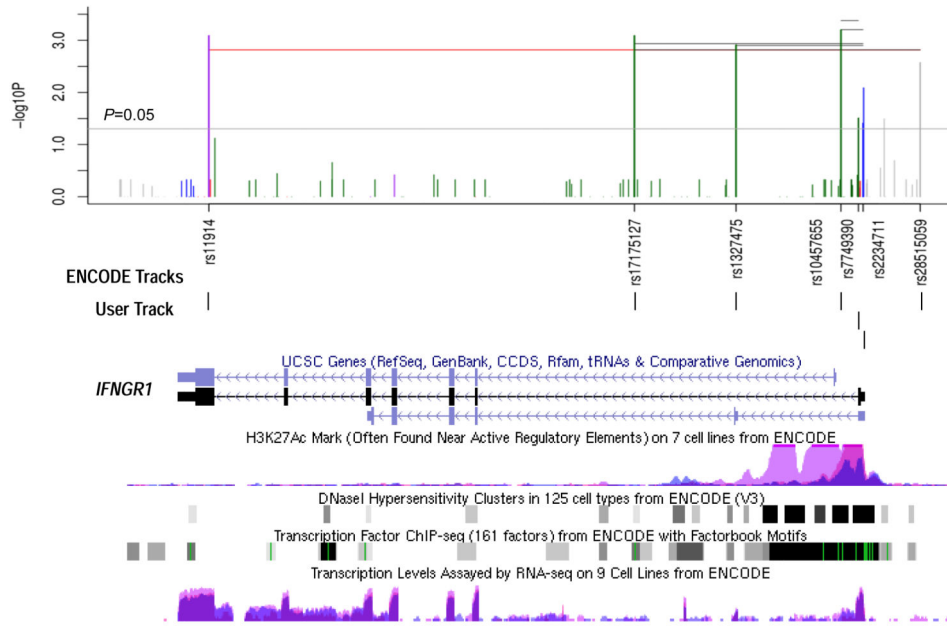 3.0
2.0
1.0
0.0
-log10P
P=0.05
rs11914
rs17175127
rs1327475
rs10457655
rs7749390
rs2234711
rs28515059
ENCODE Tracks
User Track
UCSC Genes (RefSeq, GenBank, CCDS, Rfam, tRNAs & Comparative Genomics)
IFNGR1
H3K27Ac Mark (Often Found Near Active Regulatory Elements) on 7 cell lines from ENCODE
DNaseI Hypersensitivity Clusters in 125 cell types from ENCODE (V3)
Transcription Factor ChIP-seq (161 factors) from ENCODE with Factorbook Motifs
Transcription Levels Assayed by RNA-seq on 9 Cell Lines from ENCODE